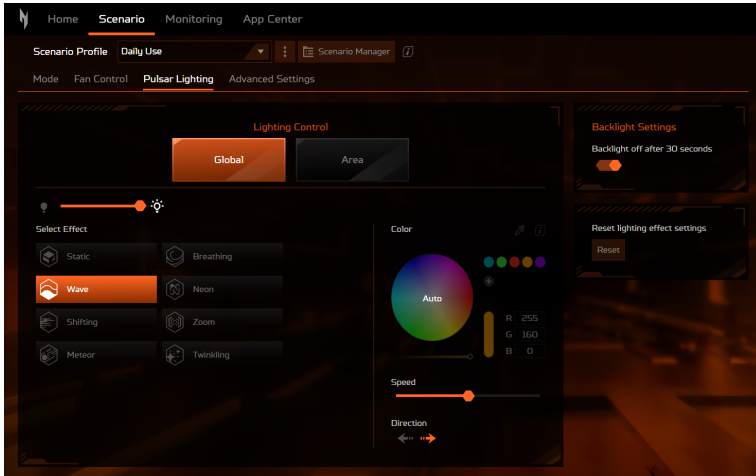 Home Scenario Monitoring App Center
Scenario Profile Daily Use Scenario Manager
Mode Fan Control Pulsar Lighting Advanced Settings
Lighting Control
Global Area
Select Effect
Static Breathing
Wave Neon
Shifting Zoom
Meteor Twinkling
Color
Auto
R 255
G 160
B 0
Speed
Direction
Backlight Settings
Backlight off after 30 seconds
Reset lighting effect settings
Reset